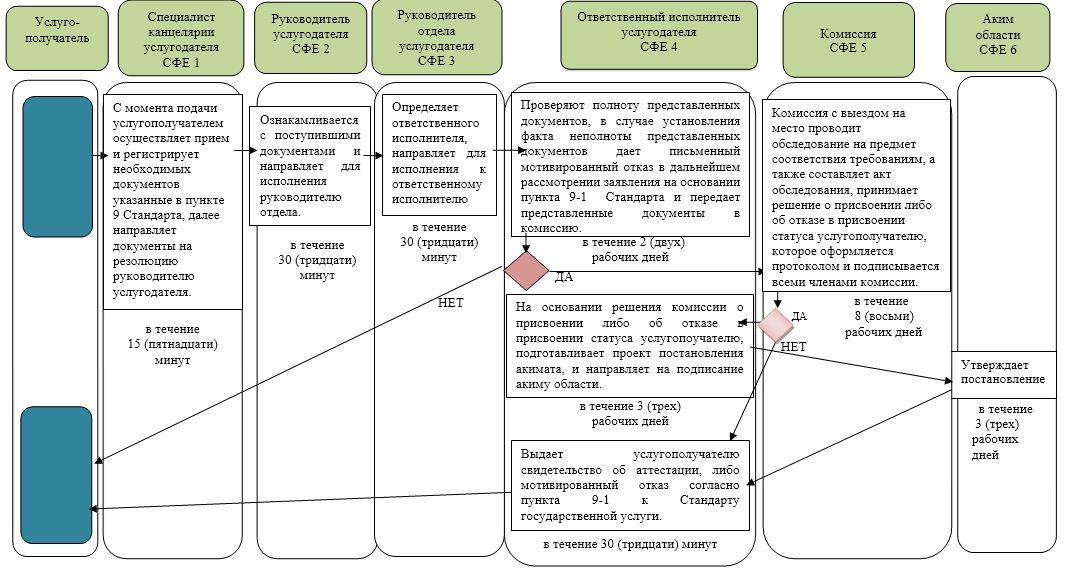 Услуго-
получатель
Специалист
канцелярии
услугодателя
СФЕ 1
Руководитель
услугодателя
СФЕ 2
Руководитель
отдела
услугодателя
СФЕ 3
Ответственный исполнитель
услугодателя
СФЕ 4
Комиссия
СФЕ 5
Аким
области
СФЕ 6
С момента подачи
услугополучателем
осуществляет прием
и регистрирует
необходимых
документов
указанные в пункте
9 Стандарта, далее
направляет
документы на
резолюцию
руководителю
услугодателя.
в течение
15 (пятнадцати)
минут
Ознакамливается
с поступившими
документами и
направляет для
исполнения
руководителю
отдела.
в течение
30 (тридцати)
минут
Определяет
ответственного
исполнителя,
направляет для
исполнения к
ответственному
исполнителю
в течение
30 (тридцати)
минут
НЕТ
Проверяют полноту представленных
документов, в случае установления
факта неполноты представленных
документов дает письменный
мотивированный отказ в дальнейшем
рассмотрении заявления на основании
пункта 9-1 Стандарта и передает
представленные документы в
комиссию.
в течение 2 (двух)
рабочих дней
ДА
На основании решения комиссии о
присвоении либо об отказе в
присвоении статуса услугопоучателю,
подготавливает проект постановления
акимата, и направляет на подписание
акиму области.
в течение 3 (трех)
рабочих дней
Выдает услугополучателю
свидетельство об аттестации, либо
мотивированный отказ согласно
пункта 9-1 к Стандарту
государственной услуги.
в течение 30 (тридцати) минут
Комиссия с выездом на
место проводит
обследование на предмет
соответствия требованиям, а
также составляет акт
обследования, принимает
решение о присвоении либо
об отказе в присвоении
статуса услугополучателю,
которое оформляется
протоколом и подписывается
всеми членами комиссии.
в течение
8 (восьми)
рабочих дней
ДА
НЕТ
Утверждает
постановление
в течение
3 (трех)
рабочих
дней